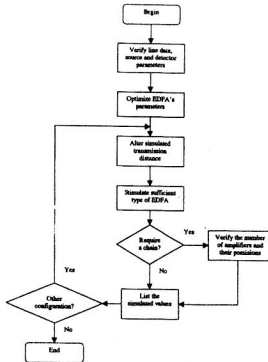 Begin
Verify line data,
source and detector
parameters
Optimize EDFA's
parameters
Alter simulated
transmission
distance
Stimulate sufficient
type of EDFA
Require
a chain?
Yes
Verify the number
of amplifiers and
their posisions
No
Yes
Other
configuration?
List the
simulated values
No
End